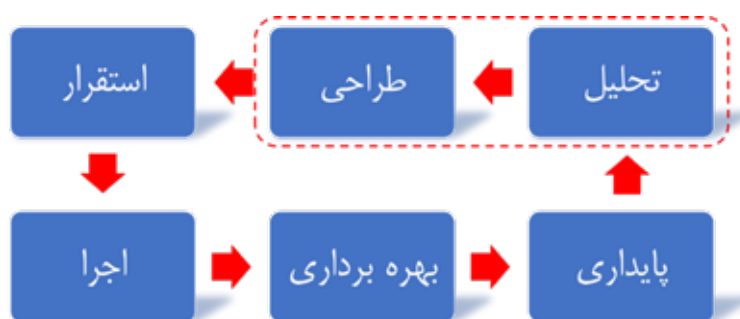 تحلیل
طراحی
استقرار
اجرا
بهره برداری
پایداری